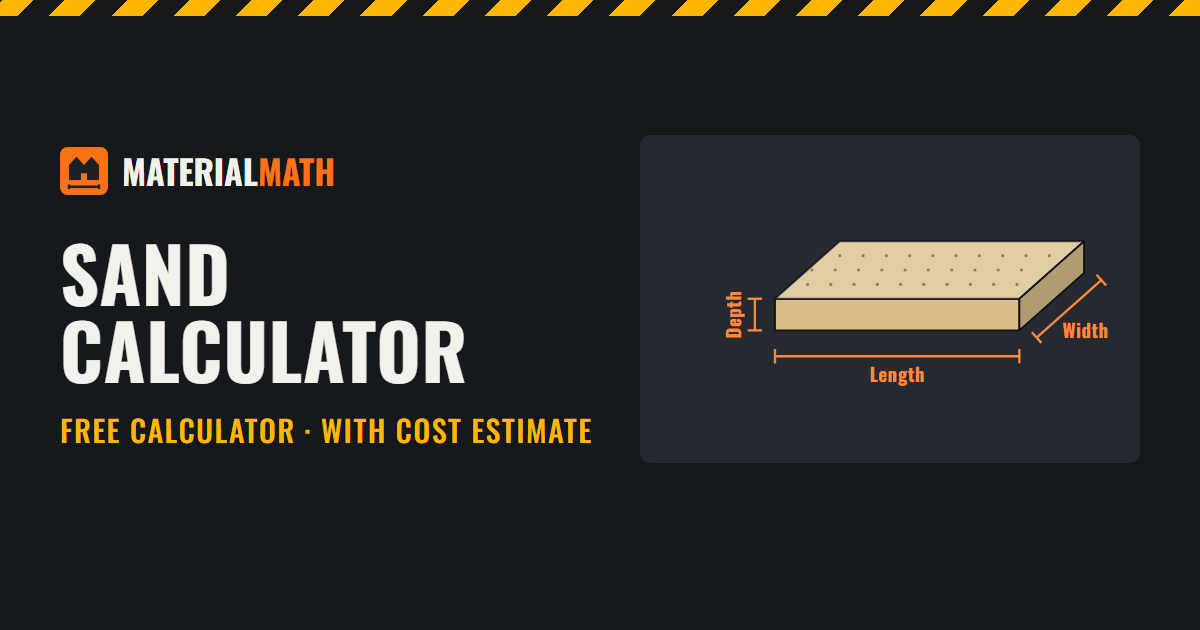 MATERIALMATH
SAND
CALCULATOR
FREE CALCULATOR · WITH COST ESTIMATE
Depth
Width
Length